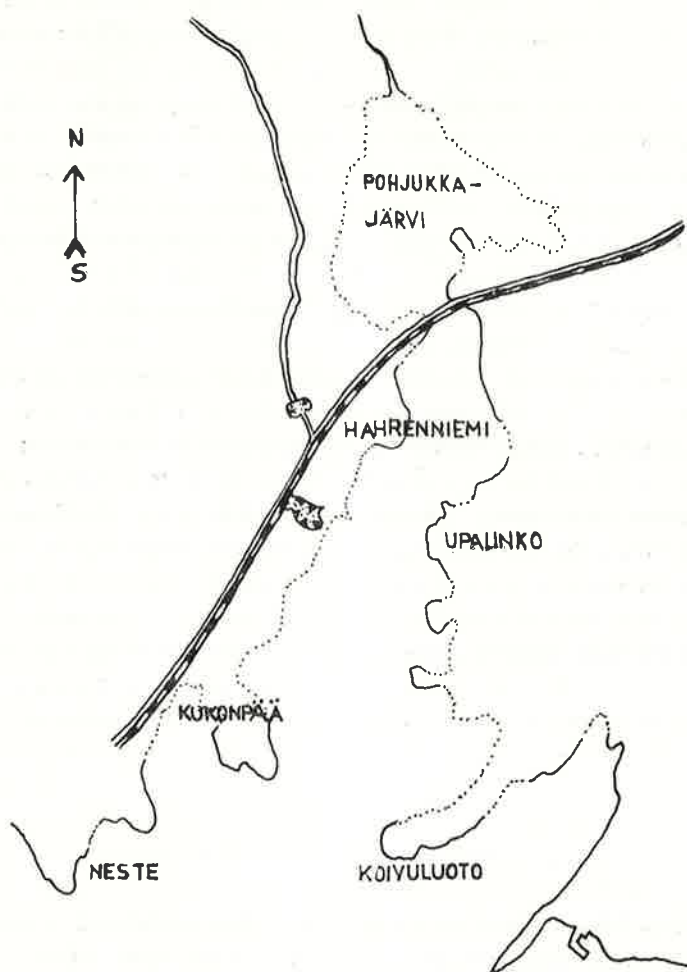 N
S
POHJUKKA-
JÄRVI
HAHRENNIEMI
UPALINKO
KUKONPÄÄ
NESTE
KOIVULUOTO